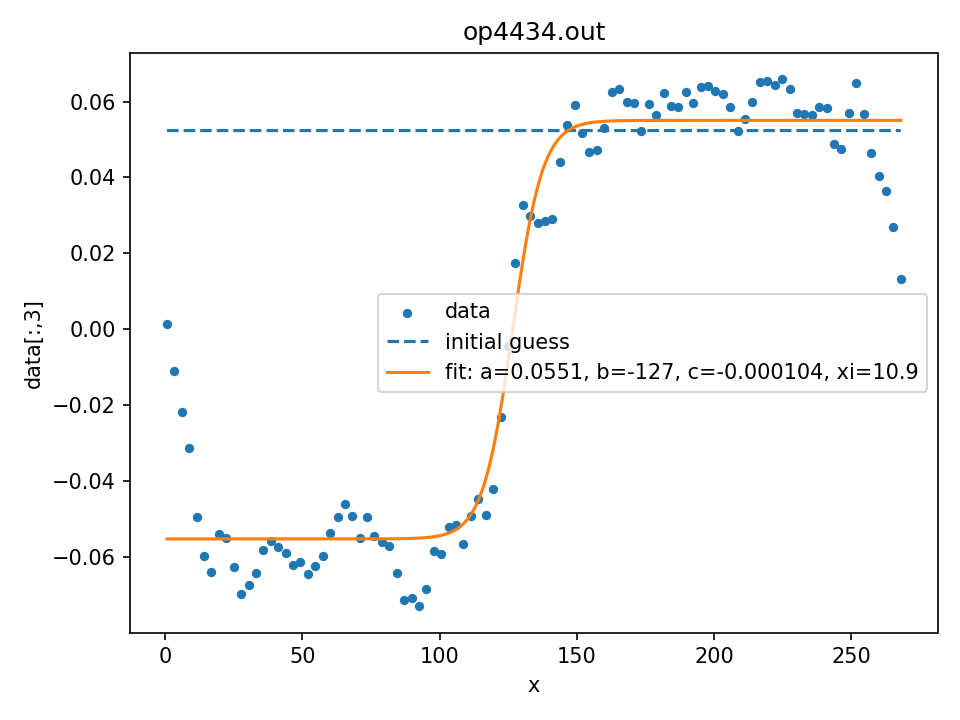 op4434.out
0.06
0.04
0.02
0.00
−0.02
−0.04
−0.06
data[:,3]
data
initial guess
fit: a=0.0551, b=-127, c=-0.000104, xi=10.9
0 50 100 150 200 250
x